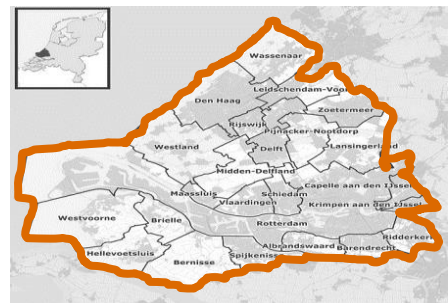 Wassenaar
Leidschendam-Voor
Den Haag
Zoetermeer
Rijswijk
Pijnacker-Nootdorp
Westland
Delft
Lansingerland
Midden-Delfland
Maassluis
Schiedam
Capelle aan den IJssel
Vlaardingen
Krimpen aan den IJssel
Westvoorne
Brielle
Rotterdam
Ridderkerk
Hellevoetsluis
Albrandswaard
Barendrecht
Bernisse
Spijkenisse